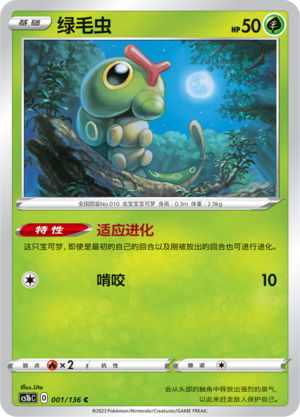 基础
绿毛虫
HP50
全国图鉴No.010 虫宝宝可梦 身高：0.3m 体重：2.9kg
特性 适应进化
这只宝可梦，即使是最初的自己的回合以及刚被放出的回合也可进行进化。
啃咬 10
弱点 ×2 抵抗力 撤退
Illus.Uta
cs1bC D 001/136 C
会从头部的触角中释放出强烈的臭气，
以此来赶走敌人保护自己。
©2023 Pokémon/Nintendo/Creatures/GAME FREAK.